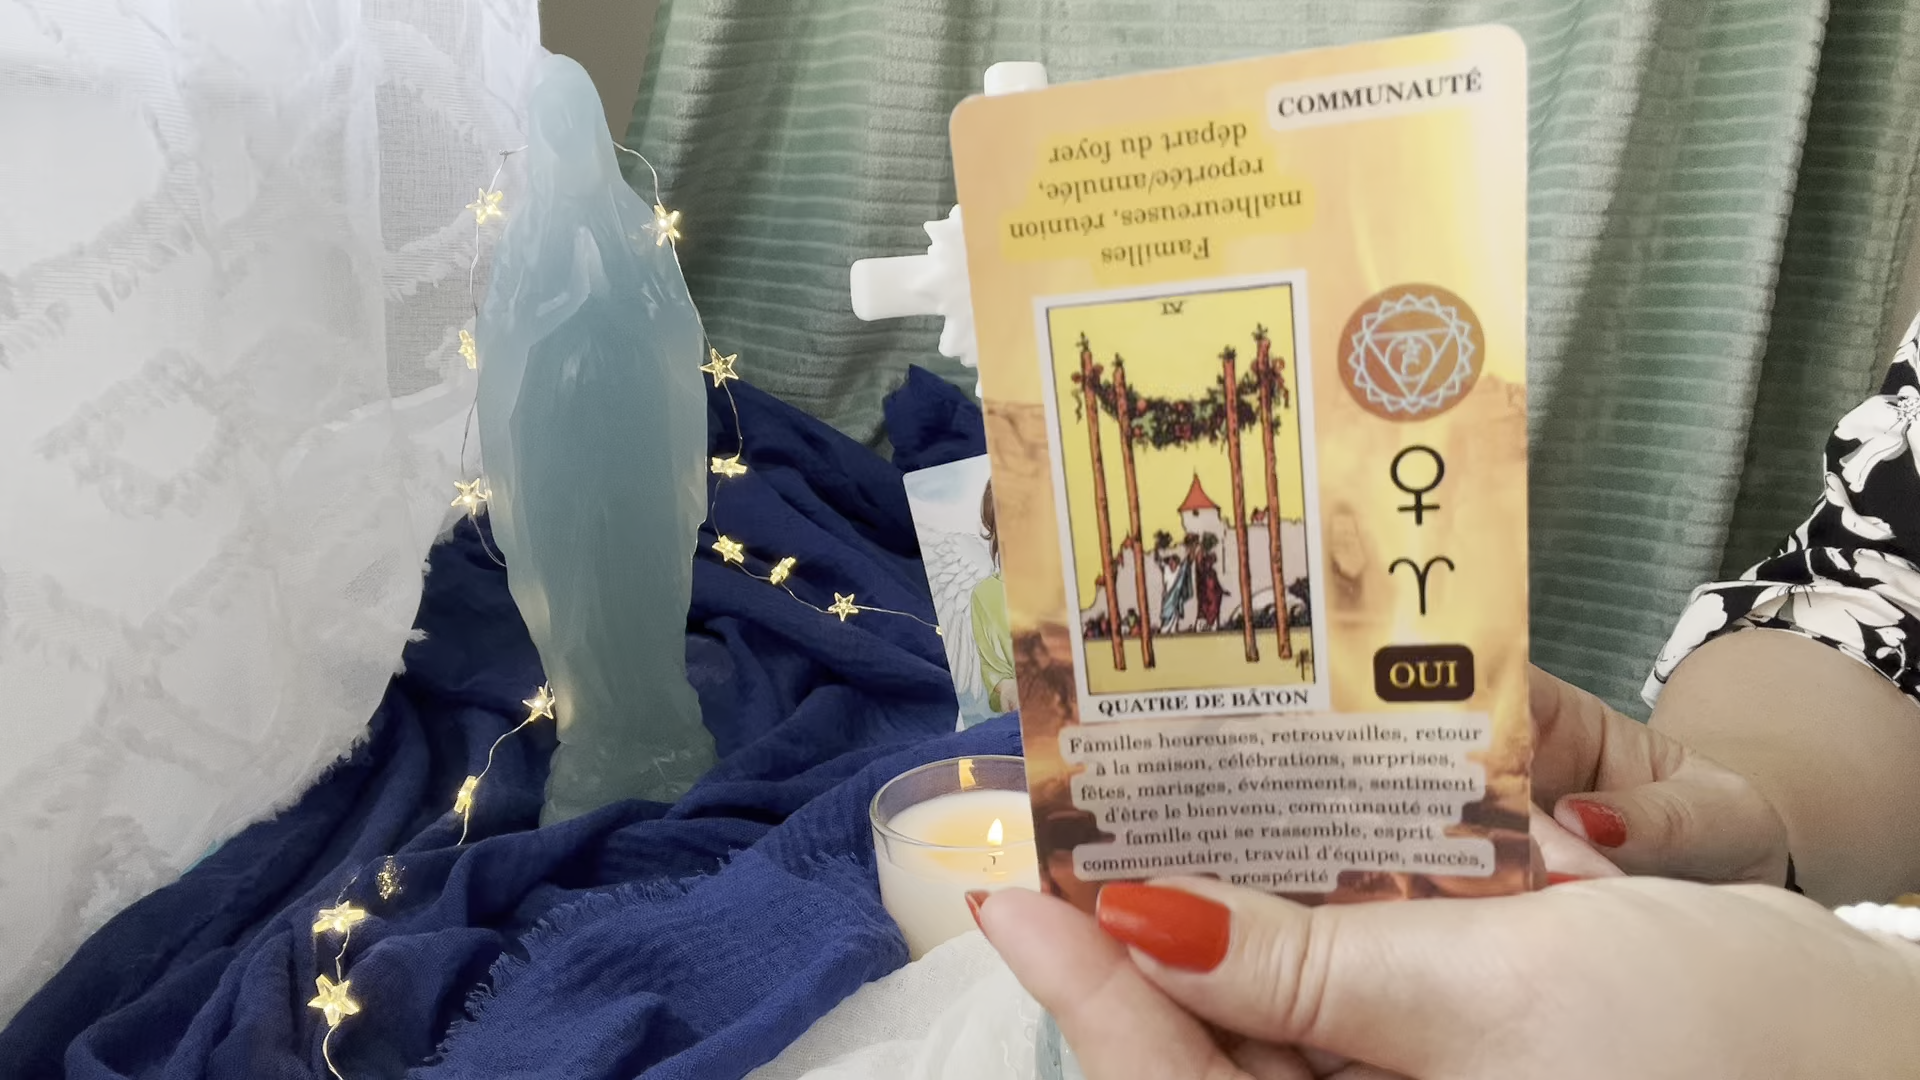 COMMUNAUTÉ
Familles
malheureuses, réunion
reportée/annulée,
départ du foyer
IV
QUATRE DE BÂTON
OUI
Familles heureuses, retrouvailles, retour
à la maison, célébrations, surprises,
fêtes, mariages, événements, sentiment
d'être le bienvenu, communauté ou
famille qui se rassemble, esprit
communautaire, travail d'équipe, succès,
prospérité